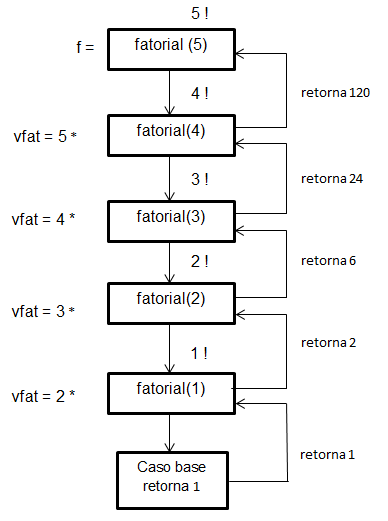 5 !
f =
fatorial (5)
4 !
retorna 120
vfat = 5 *
fatorial(4)
3 !
retorna 24
vfat = 4 *
fatorial(3)
2 !
retorna 6
vfat = 3 *
fatorial(2)
1 !
retorna 2
vfat = 2 *
fatorial(1)
retorna 1
Caso base
retorna 1